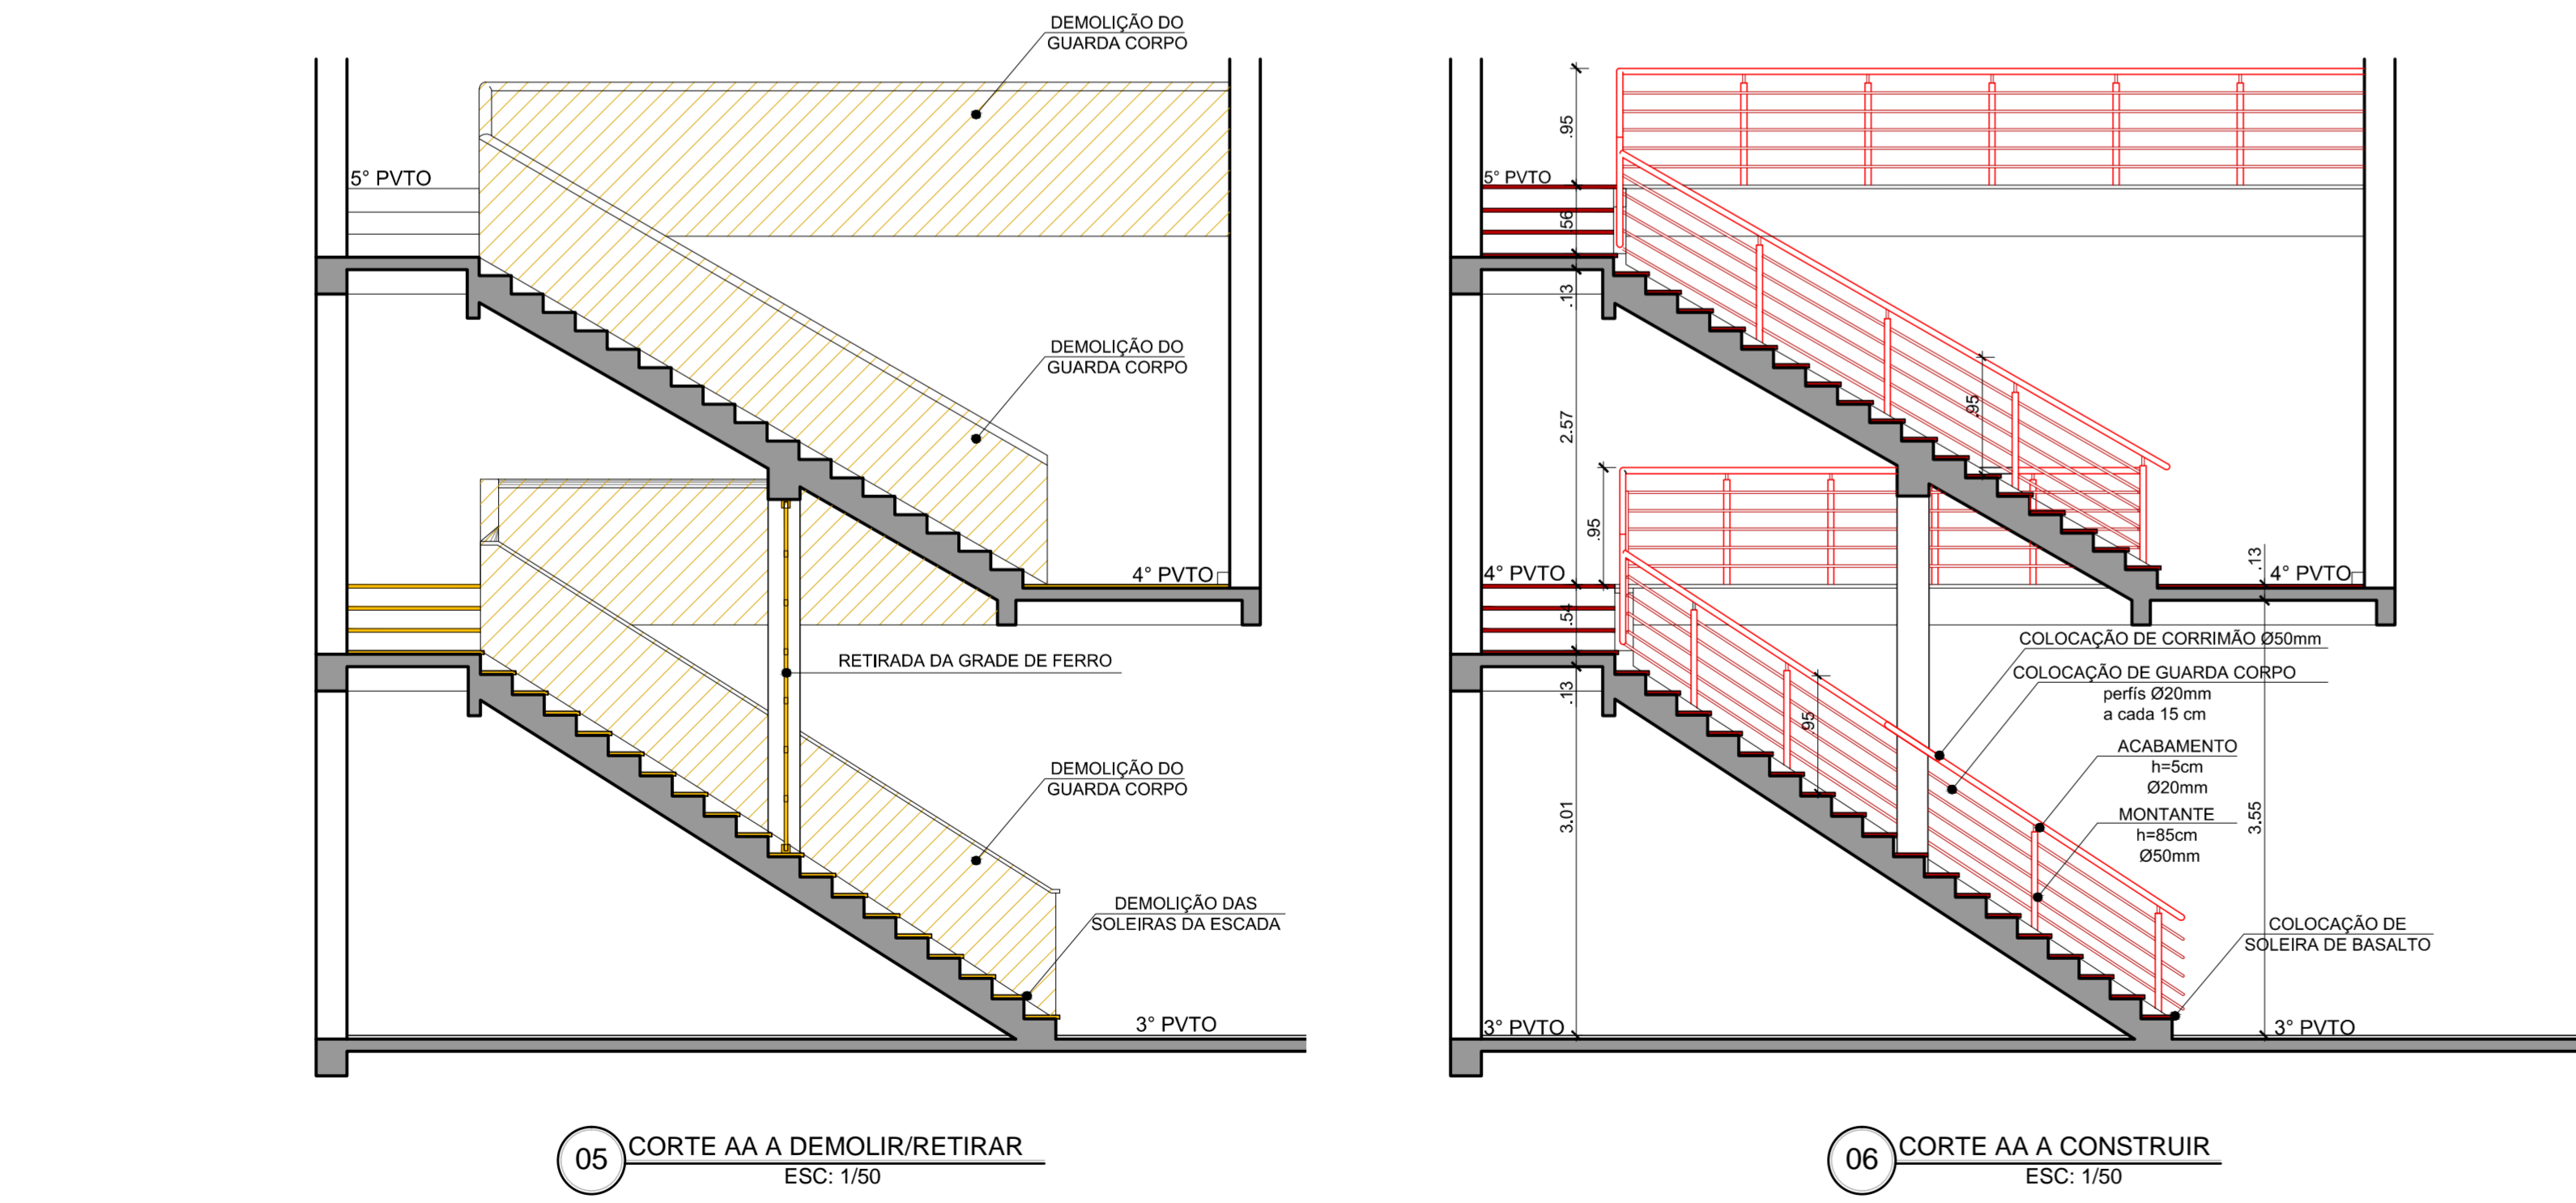 DEMOLIÇÃO DO
GUARDA CORPO
5° PVTO
DEMOLIÇÃO DO
GUARDA CORPO
4° PVTO
RETIRADA DA GRADE DE FERRO
DEMOLIÇÃO DO
GUARDA CORPO
DEMOLIÇÃO DAS
SOLEIRAS DA ESCADA
3° PVTO
05
CORTE AA A DEMOLIR/RETIRAR
ESC: 1/50
.95
5° PVTO
.56
.13
2.57
.95
.95
4° PVTO
.54
.13
.95
3.01
.13
4° PVTO
COLOCAÇÃO DE CORRIMÃO Ø50mm
COLOCAÇÃO DE GUARDA CORPO
perfís Ø20mm
a cada 15 cm
ACABAMENTO
h=5cm
Ø20mm
MONTANTE
h=85cm
Ø50mm
3.55
COLOCAÇÃO DE
SOLEIRA DE BASALTO
3° PVTO
3° PVTO
06
CORTE AA A CONSTRUIR
ESC: 1/50